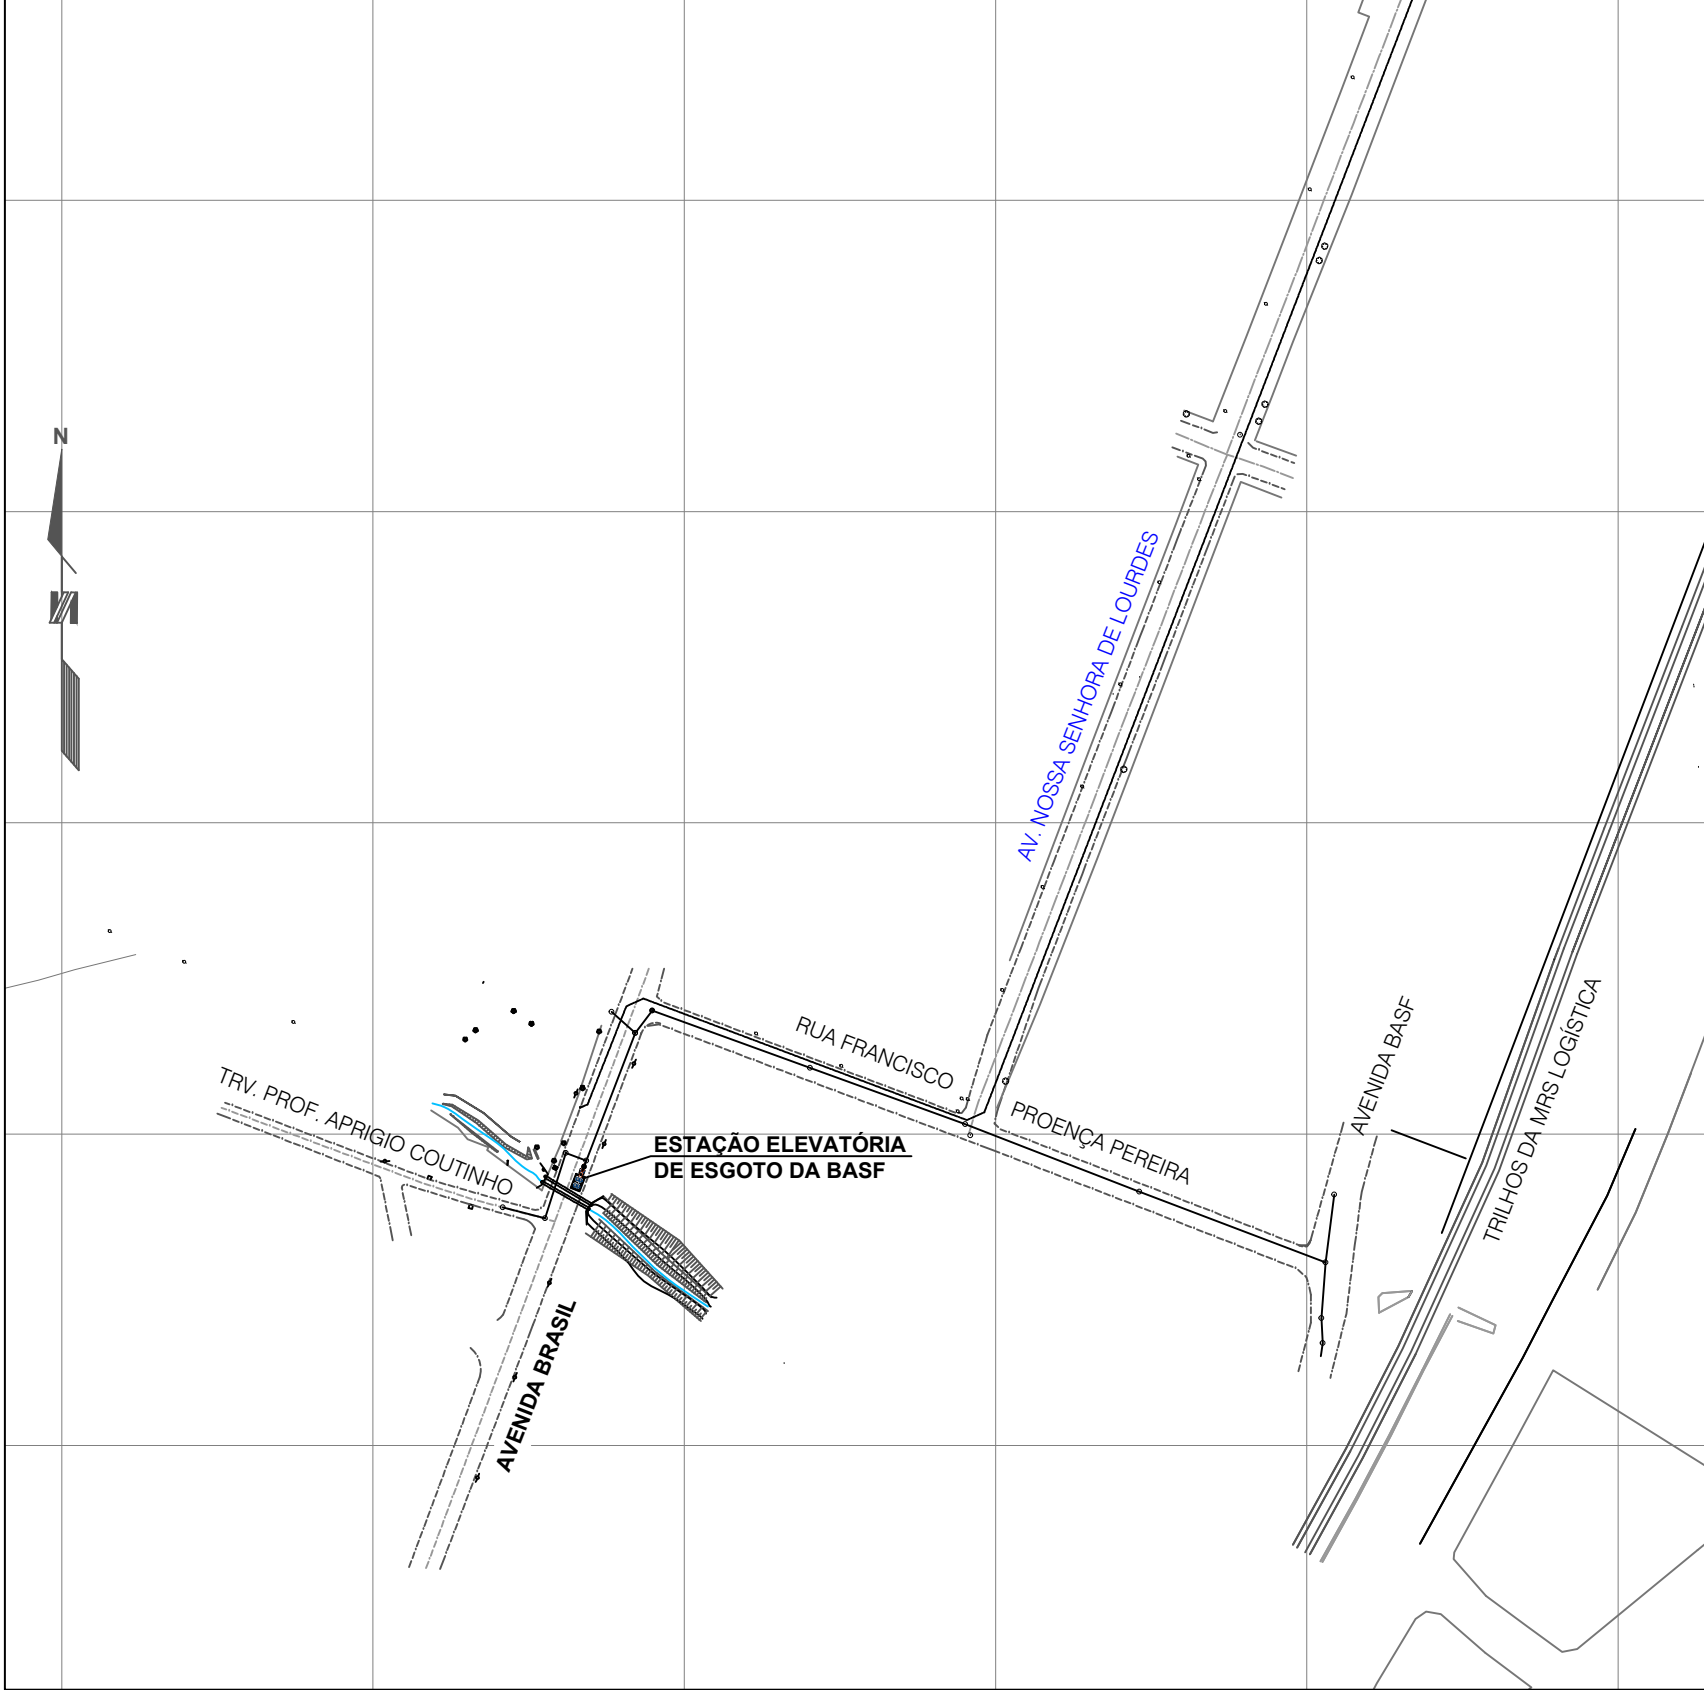 N
AV. NOSSA SENHORA DE LOURDES
RUA FRANCISCO
PROENÇA PEREIRA
AVENIDA BASF
TRILHOS DA MRS LOGÍSTICA
TRV. PROF. APRIGIO COUTINHO
ESTAÇÃO ELEVATÓRIA
DE ESGOTO DA BASF
AVENIDA BRASIL